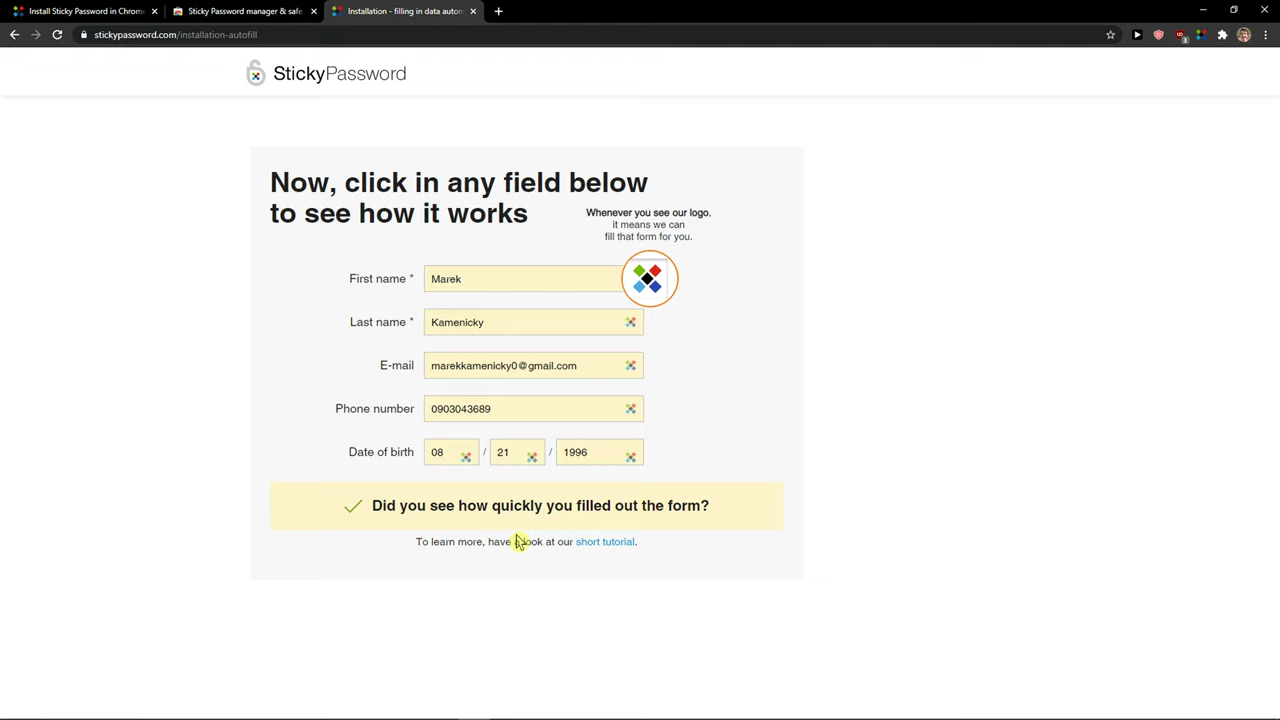 Install Sticky Password in Chrome
Sticky Password manager & safe
Installation - filling in data autom
stickypassword.com/installation-autofill
StickyPassword
Now, click in any field below
to see how it works
Whenever you see our logo.
it means we can
fill that form for you.
First name *
Marek
Last name *
Kamenicky
E-mail
marekkamenicky0@gmail.com
Phone number
0903043689
Date of birth
08 / 21 / 1996
Did you see how quickly you filled out the form?
To learn more, have a look at our short tutorial.